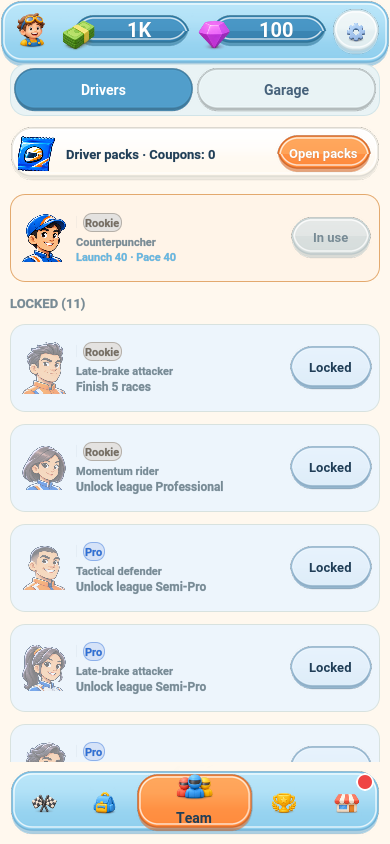 1K
100
Drivers
Garage
Driver packs · Coupons: 0
Open packs
Rookie
Counterpuncher
Launch 40 · Pace 40
In use
LOCKED (11)
Rookie
Late-brake attacker
Finish 5 races
Locked
Rookie
Momentum rider
Unlock league Professional
Locked
Pro
Tactical defender
Unlock league Semi-Pro
Locked
Pro
Late-brake attacker
Unlock league Semi-Pro
Locked
Pro
Team